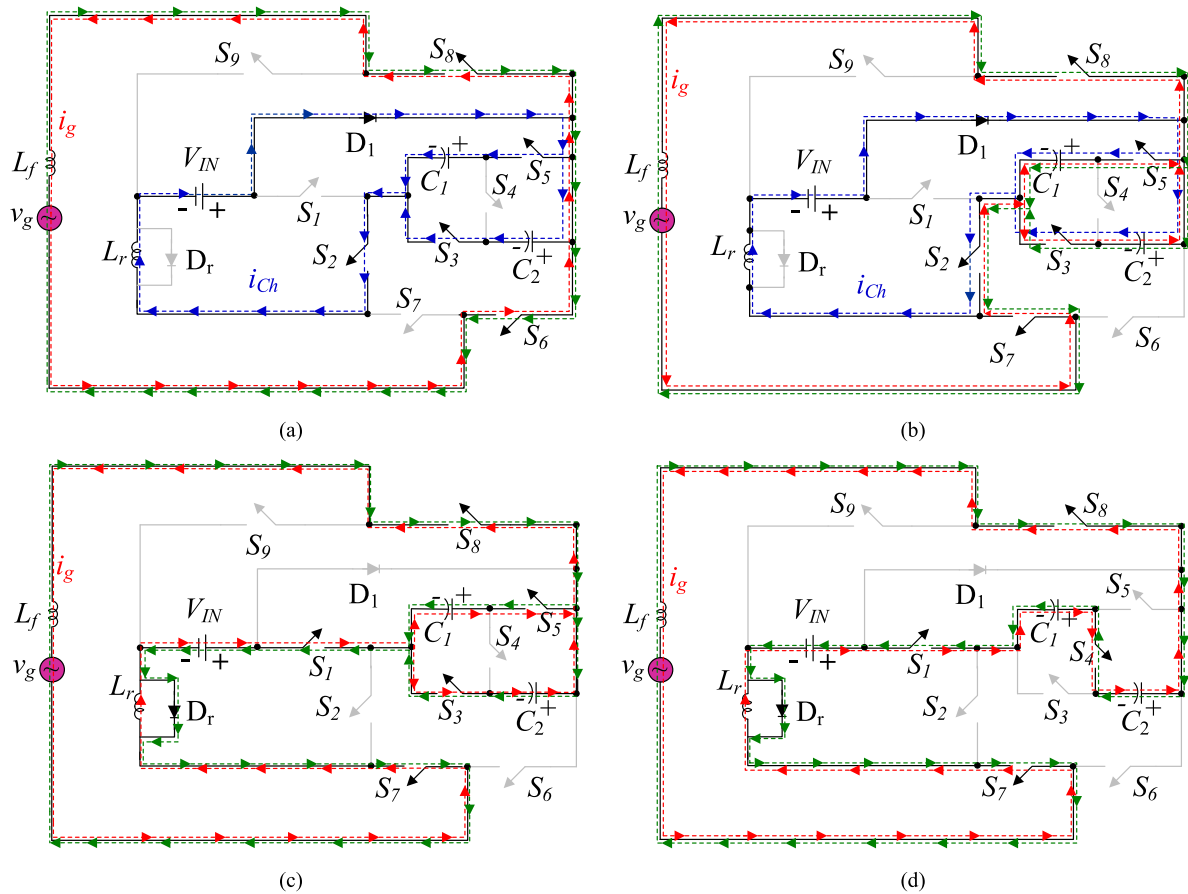 S9
S8
ig
D1
Lf
VIN
- +
C1
- +
S5
S4
S1
vg
Lr
Dr
S2
S3
C2
- +
iCh
S7
S6
(a)
S9
S8
ig
D1
Lf
VIN
- +
C1
- +
S5
S4
S1
vg
Lr
Dr
S2
S3
C2
- +
iCh
S7
S6
(b)
S9
S8
ig
D1
Lf
VIN
- +
C1
- +
S5
S4
S1
vg
Lr
Dr
S2
S3
C2
- +
S7
S6
(c)
S9
S8
ig
D1
S5
Lf
VIN
- +
C1
- +
S4
S1
vg
Lr
Dr
S2
S3
C2
- +
S7
S6
(d)